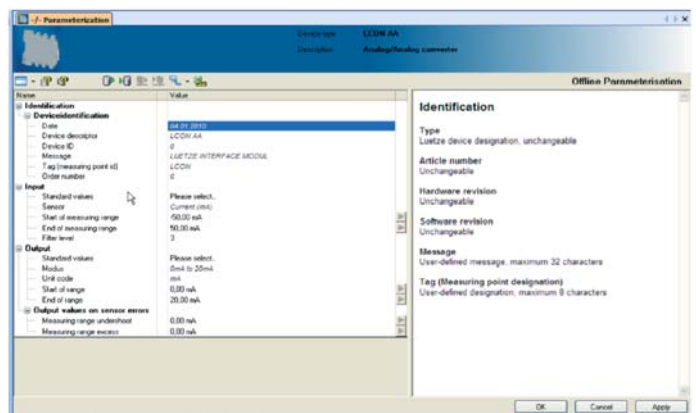 -/- Parameterization
Device type LCON AA
Description Analog/Analog converter
Offline Parameterisation
Name Value
Identification
Deviceidentification
Date 04.01.2010
Device descriptor LCON AA
Device ID 0
Message LUETZE INTERFACE MODUL
Tag (measuring point id) LCON
Order number 0
Input
Standard values Please select..
Sensor Current (mA)
Start of measuring range -50,00 mA
End of measuring range 50,00 mA
Filter level 3
Output
Standard values Please select..
Modus 0mA to 20mA
Unit code mA
Start of range 0,00 mA
End of range 20,00 mA
Output values on sensor errors
Measuring range undershoot 0,00 mA
Measuring range excess 0,00 mA
Identification
Type
Luetze device designation, unchangeable
Article number
Unchangeable
Hardware revision
Unchangeable
Software revision
Unchangeable
Message
User-defined message, maximum 32 characters
Tag (Measuring point designation)
User-defined designation, maximum 8 characters
OK Cancel Apply